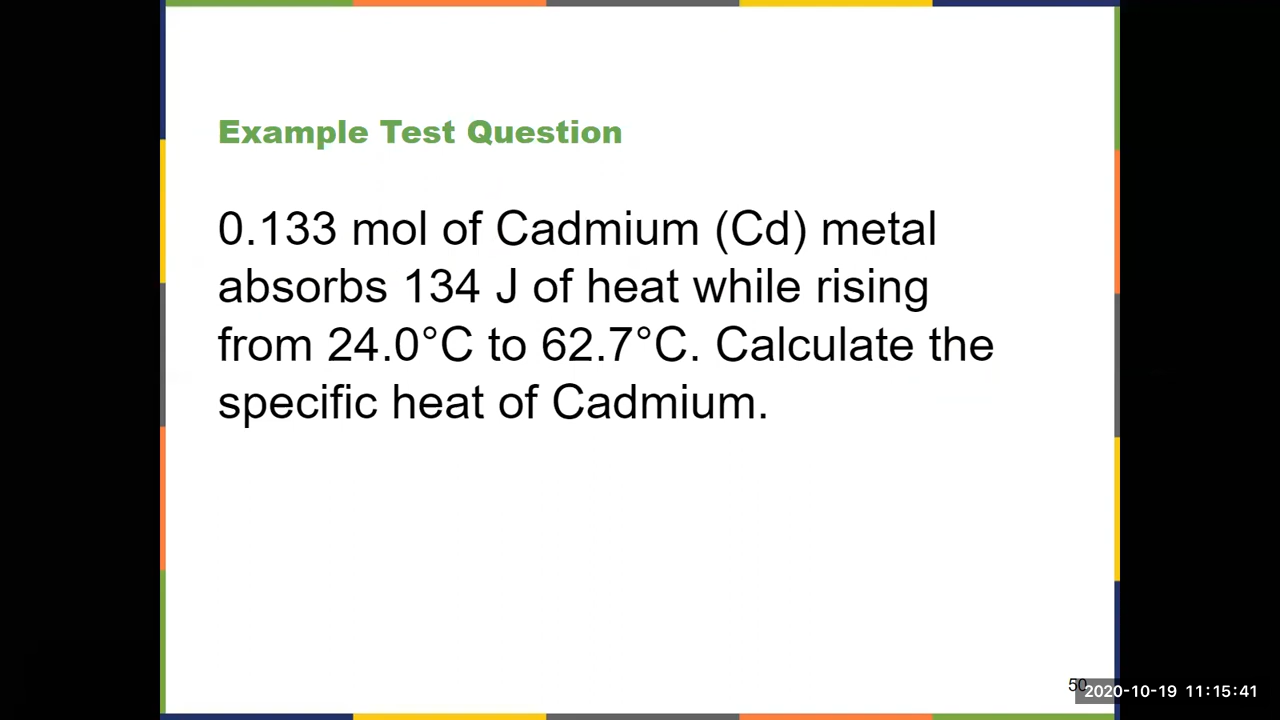 Example Test Question
0.133 mol of Cadmium (Cd) metal
absorbs 134 J of heat while rising
from 24.0°C to 62.7°C. Calculate the
specific heat of Cadmium.
50
2020-10-19 11:15:41